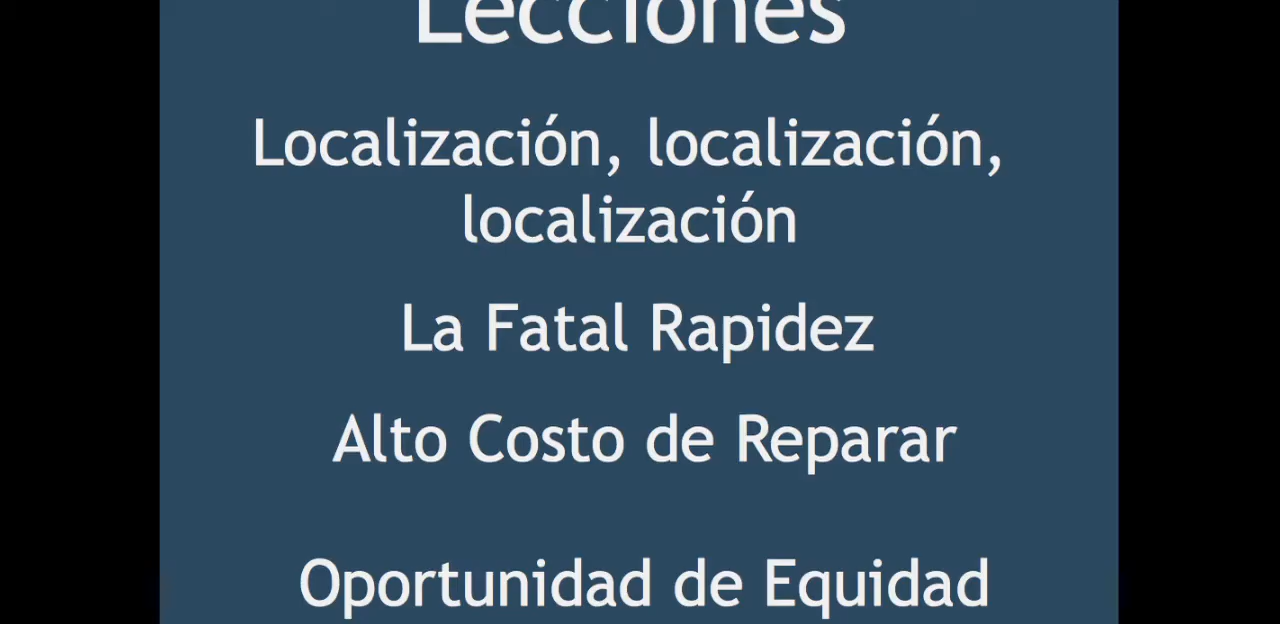 Lecciones
Localización, localización,
localización
La Fatal Rapidez
Alto Costo de Reparar
Oportunidad de Equidad